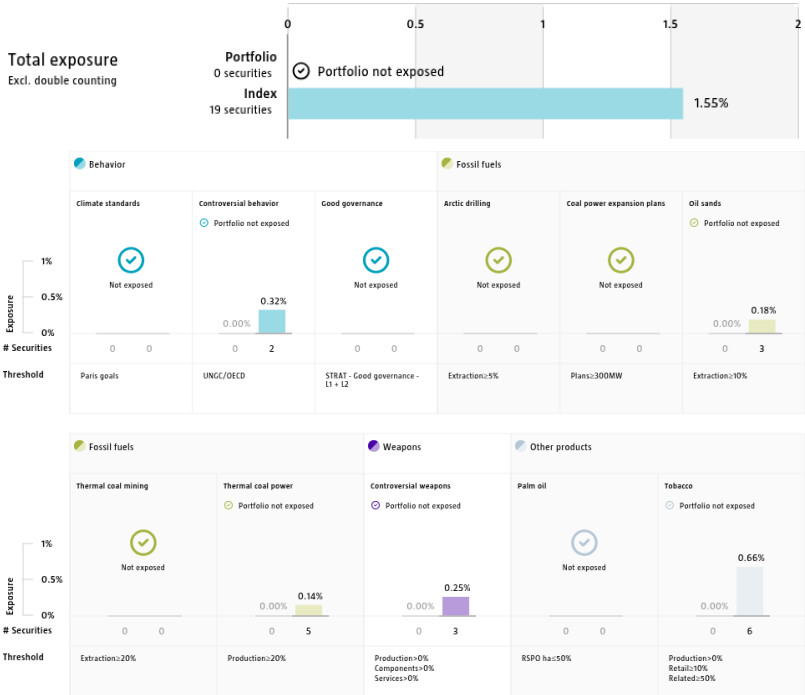 0 0.5 1 1.5 2
Total exposure
Excl. double counting
Portfolio
0 securities
Portfolio not exposed
Index
19 securities
1.55%
Behavior
Fossil fuels
Climate standards
Controversial behavior
Good governance
Arctic drilling
Coal power expansion plans
Oil sands
Portfolio not exposed
Portfolio not exposed
Exposure
1%
0.5%
0%
Not exposed
0.00%
0.32%
Not exposed
Not exposed
Not exposed
0.00%
0.18%
# Securities
0 0 0 2 0 0 0 0 0 0 0 3
Threshold
Paris goals
UNGC/OECD
STRAT - Good governance -
L1 + L2
Extraction≥5%
Plans≥300MW
Extraction≥10%
Fossil fuels
Weapons
Other products
Thermal coal mining
Thermal coal power
Controversial weapons
Palm oil
Tobacco
Portfolio not exposed
Portfolio not exposed
Portfolio not exposed
Exposure
1%
0.5%
0%
Not exposed
0.00%
0.14%
0.00%
0.25%
Not exposed
0.00%
0.66%
# Securities
0 0 0 5 0 3 0 0 0 6
Threshold
Extraction≥20%
Production≥20%
Production>0%
Components>0%
Services>0%
RSPO ha≤50%
Production>0%
Retail≥10%
Related≥50%